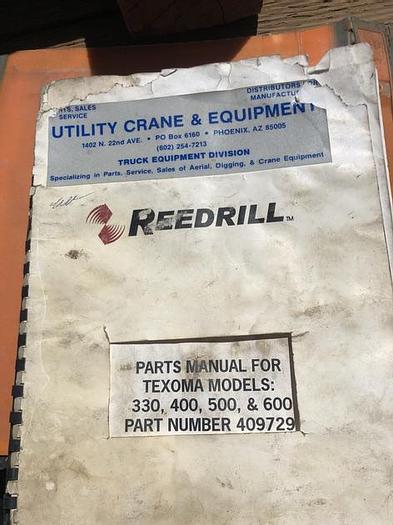 SALES
DISTRIBUTORS
SERVICE
UTILITY CRANE & EQUIPMENT
1402 N. 22nd AVE. • PO Box 6160 • PHOENIX, AZ 85005
(602) 254-7213
TRUCK EQUIPMENT DIVISION
Specializing in Parts, Service, Sales of Aerial, Digging, & Crane Equipment
REEDRILL TM
PARTS MANUAL FOR
TEXOMA MODELS:
330, 400, 500, & 600
PART NUMBER 409729